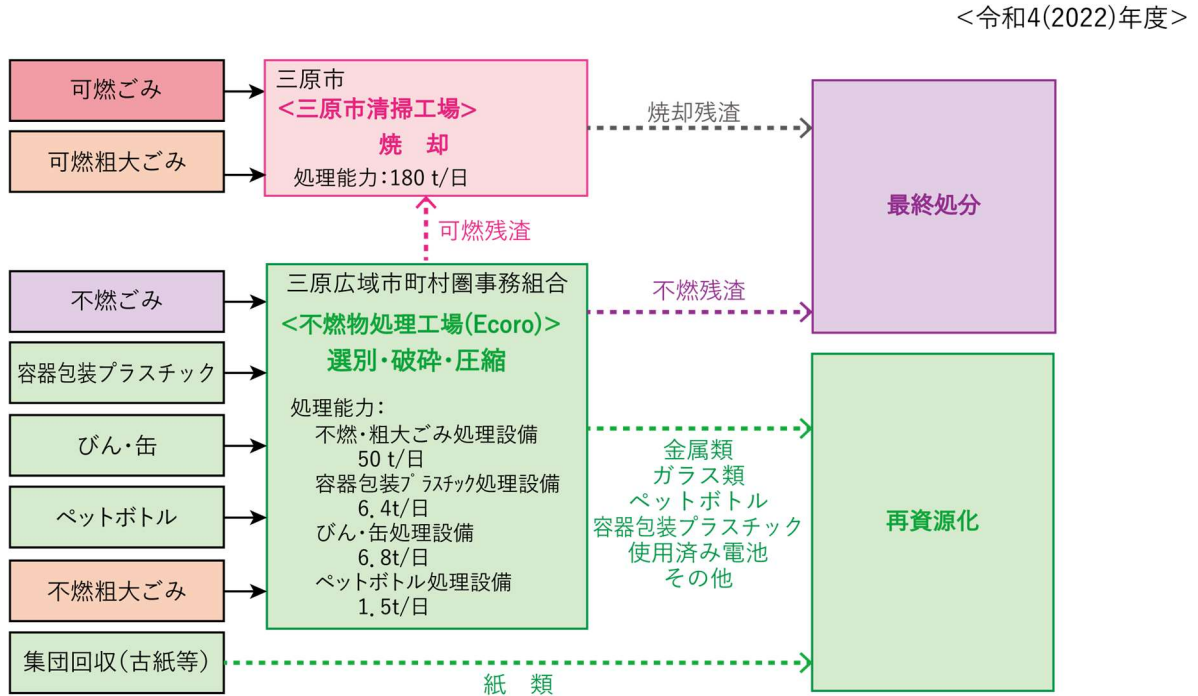 <令和4(2022)年度>
可燃ごみ
可燃粗大ごみ
三原市
<三原市清掃工場>
焼　却
処理能力：180 t/日
焼却残渣
最終処分
可燃残渣
不燃ごみ
容器包装プラスチック
びん・缶
ペットボトル
不燃粗大ごみ
集団回収（古紙等）
三原広域市町村圏事務組合
<不燃物処理工場(Ecoro)>
選別・破砕・圧縮
処理能力：
不燃・粗大ごみ処理設備
50 t/日
容器包装ﾌﾟﾗｽﾁｯｸ処理設備
6.4t/日
びん・缶処理設備
6.8t/日
ペットボトル処理設備
1.5t/日
不燃残渣
金属類
ガラス類
ペットボトル
容器包装プラスチック
使用済み電池
その他
再資源化
紙　類